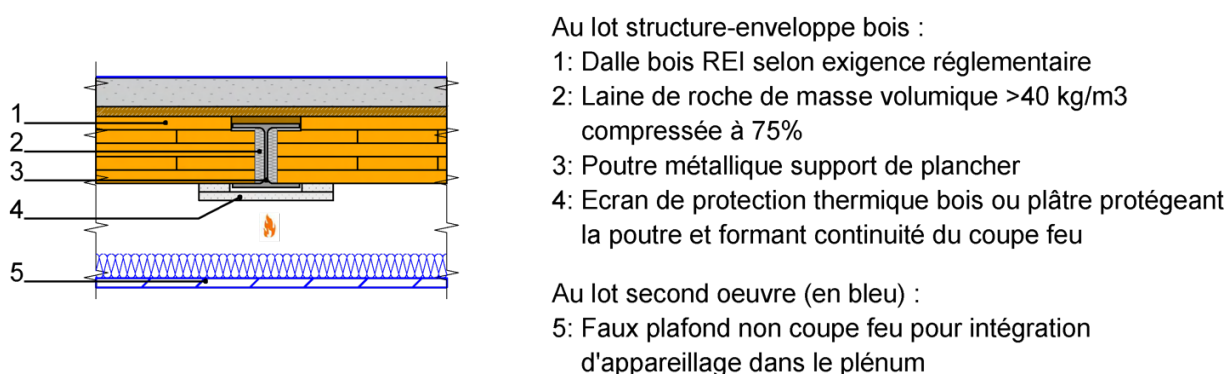 Au lot structure-enveloppe bois :
1: Dalle bois REI selon exigence réglementaire
2: Laine de roche de masse volumique >40 kg/m3
compressée à 75%
3: Poutre métallique support de plancher
4: Ecran de protection thermique bois ou plâtre protégeant
la poutre et formant continuité du coupe feu
Au lot second oeuvre (en bleu) :
5: Faux plafond non coupe feu pour intégration
d'appareillage dans le plénum
1
2
3
4
5